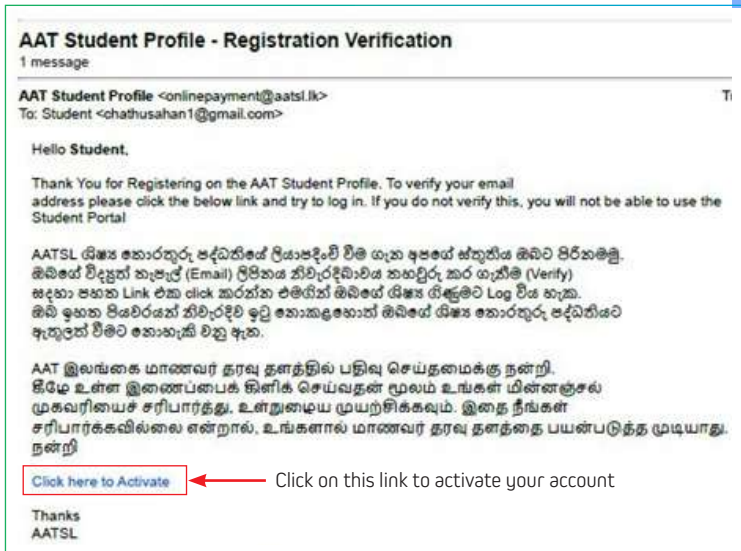 AAT Student Profile - Registration Verification
1 message
AAT Student Profile <onlinepayment@aatsl.lk>
To: Student <chathusahan1@gmail.com>
Hello Student,
Thank You for Registering on the AAT Student Profile. To verify your email
address please click the below link and try to log in. If you do not verify this, you will not be able to use the
Student Portal
AATSL ශිෂ්‍ය තොරතුරු පද්ධතියේ ලියාපදිංචි වීම ගැන අපගේ ස්තුතිය ඔබට පිරිනමමු.
ඔබගේ විද්‍යුත් තැපැල් (Email) ලිපිනය නිවැරදිබාවය තහවුරු කර ගැනීම (Verify)
සදහා පහත Link එක click කරන්න එමගින් ඔබගේ ශිෂ්‍ය ගිණුමට Log විය හැක.
ඔබ ඉහත පියවරයන් නිවැරදිව ඉටු නොකළහොත් ඔබගේ ශිෂ්‍ය තොරතුරු පද්ධතියට
ඇතුලත් වීමට නොහැකි වනු ඇත.
AAT இலங்கை மாணவர் தரவு தளத்தில் பதிவு செய்தமைக்கு நன்றி.
கீழே உள்ள இணைப்பைக் கிளிக் செய்வதன் மூலம் உங்கள் மின்னஞ்சல்
முகவரியைச் சரிபார்த்து, உள்நுழைய முயற்சிக்கவும். இதை நீங்கள்
சரிபார்க்கவில்லை என்றால், உங்களால் மாணவர் தரவு தளத்தை பயன்படுத்த முடியாது.
நன்றி
Click here to Activate
Click on this link to activate your account
Thanks
AATSL